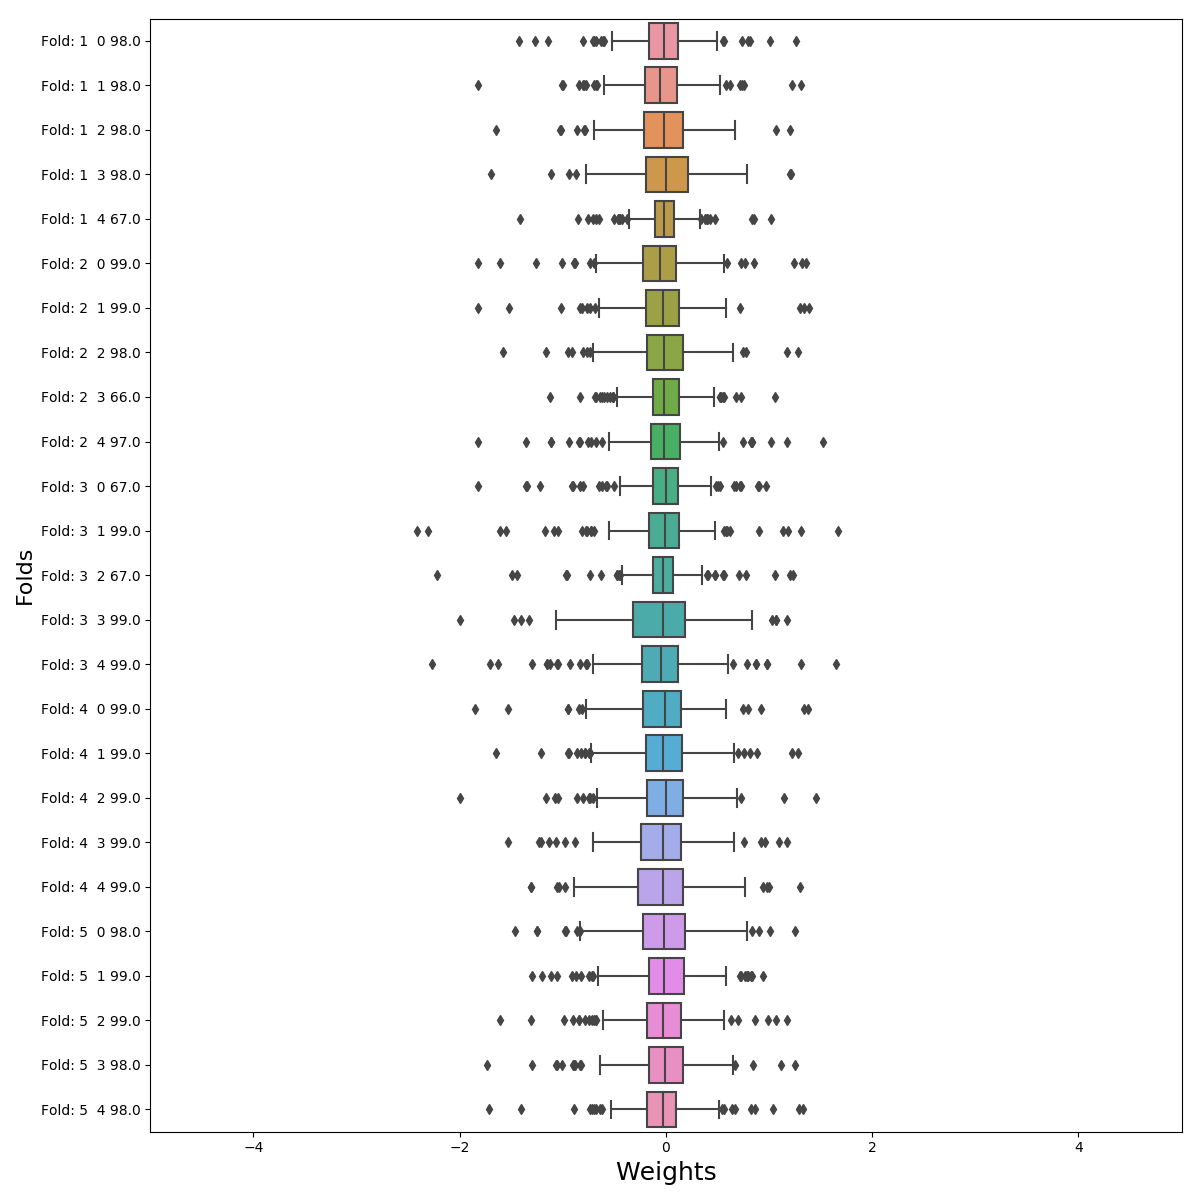 Fold: 1 0 98.0
Fold: 1 1 98.0
Fold: 1 2 98.0
Fold: 1 3 98.0
Fold: 1 4 67.0
Fold: 2 0 99.0
Fold: 2 1 99.0
Fold: 2 2 98.0
Fold: 2 3 66.0
Fold: 2 4 97.0
Fold: 3 0 67.0
Fold: 3 1 99.0
Fold: 3 2 67.0
Fold: 3 3 99.0
Fold: 3 4 99.0
Fold: 4 0 99.0
Fold: 4 1 99.0
Fold: 4 2 99.0
Fold: 4 3 99.0
Fold: 4 4 99.0
Fold: 5 0 98.0
Fold: 5 1 99.0
Fold: 5 2 99.0
Fold: 5 3 98.0
Fold: 5 4 98.0
Folds
−4 −2 0 2 4
Weights